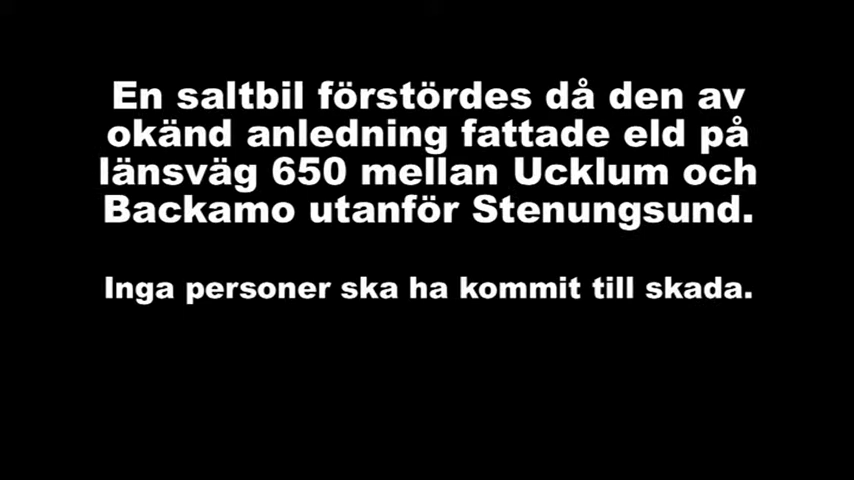 En saltbil förstördes då den av
okänd anledning fattade eld på
länsväg 650 mellan Ucklum och
Backamo utanför Stenungsund.
Inga personer ska ha kommit till skada.